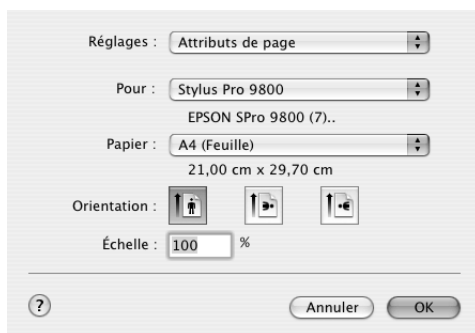 Réglages : Attributs de page
Pour : Stylus Pro 9800
EPSON SPro 9800 (7)..
Papier : A4 (Feuille)
21,00 cm x 29,70 cm
Orientation :
Échelle : 100 %
? Annuler OK